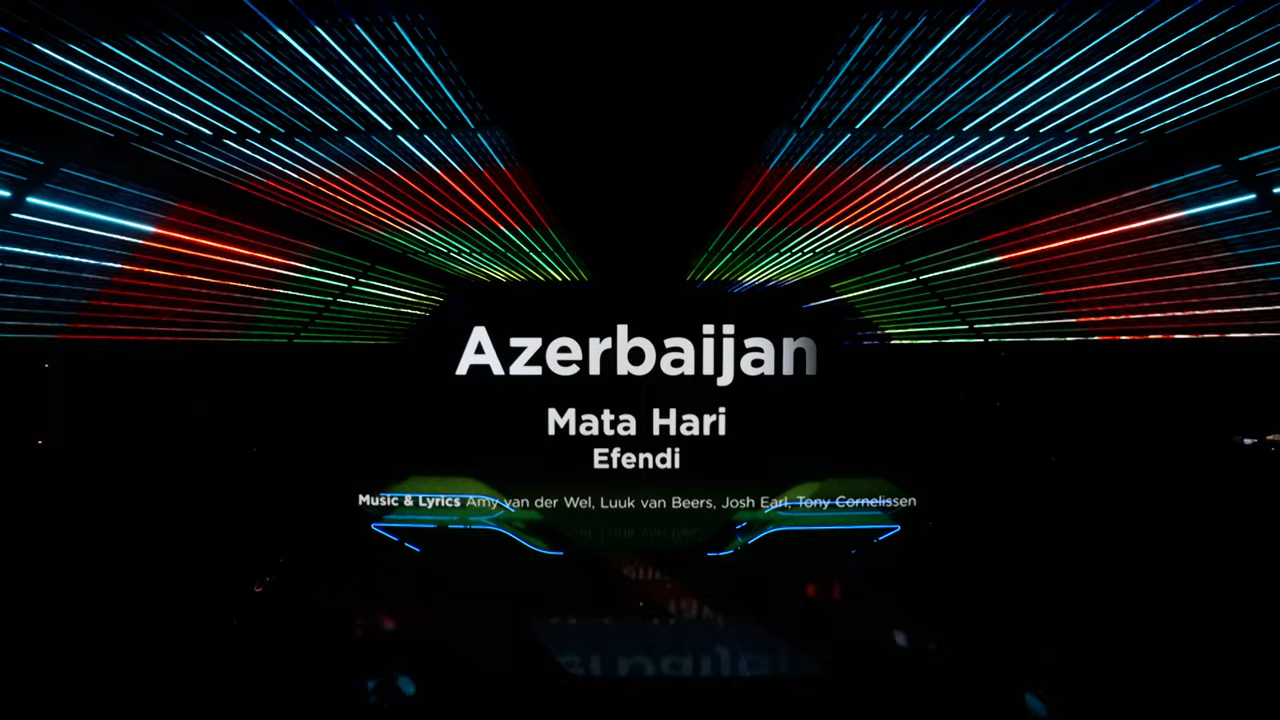 Azerbaijan
Mata Hari
Efendi
Music & Lyrics Amy van der Wel, Luuk van Beers, Josh Earl, Tony Cornelissen